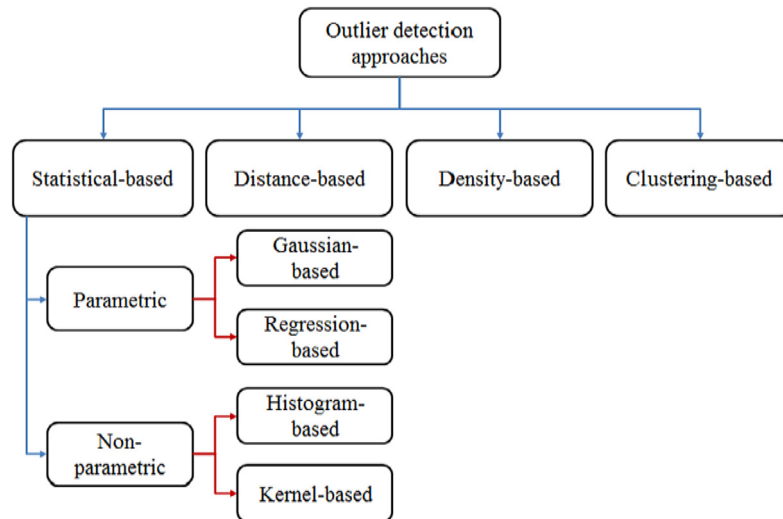 Outlier detection
approaches
Statistical-based
Distance-based
Density-based
Clustering-based
Parametric
Gaussian-
based
Regression-
based
Non-
parametric
Histogram-
based
Kernel-based